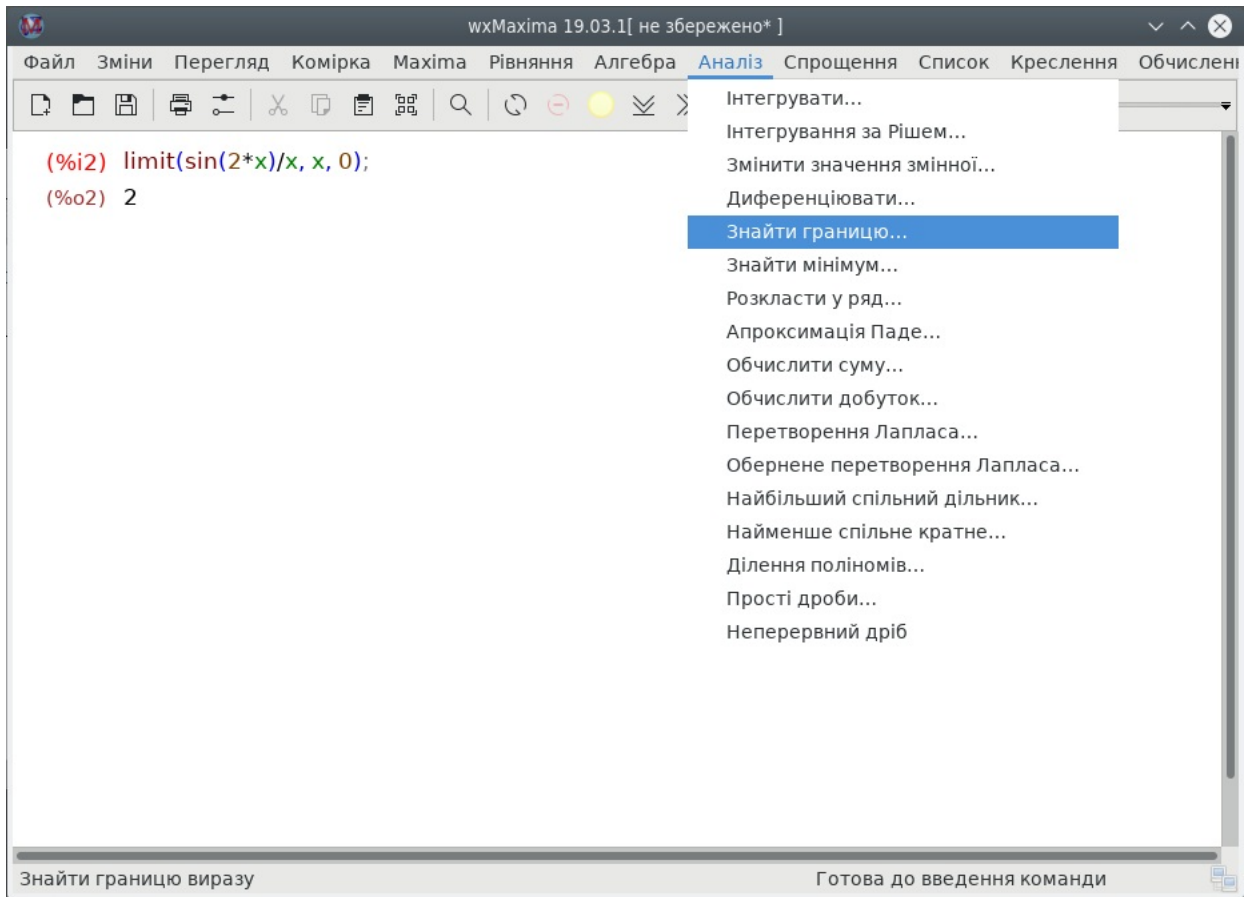 wxMaxima 19.03.1[ не збережено* ]
Файл Зміни Перегляд Комірка Maxima Рівняння Алгебра Аналіз Спрощення Список Креслення Обчислен
(%i2) limit(sin(2*x)/x, x, 0);
(%o2) 2
Інтегрувати...
Інтегрування за Рішем...
Змінити значення змінної...
Диференціювати...
Знайти границю...
Знайти мінімум...
Розкласти у ряд...
Апроксимація Паде...
Обчислити суму...
Обчислити добуток...
Перетворення Лапласа...
Обернене перетворення Лапласа...
Найбільший спільний дільник...
Найменше спільне кратне...
Ділення поліномів...
Прості дроби...
Неперервний дріб
Знайти границю виразу Готова до введення команди